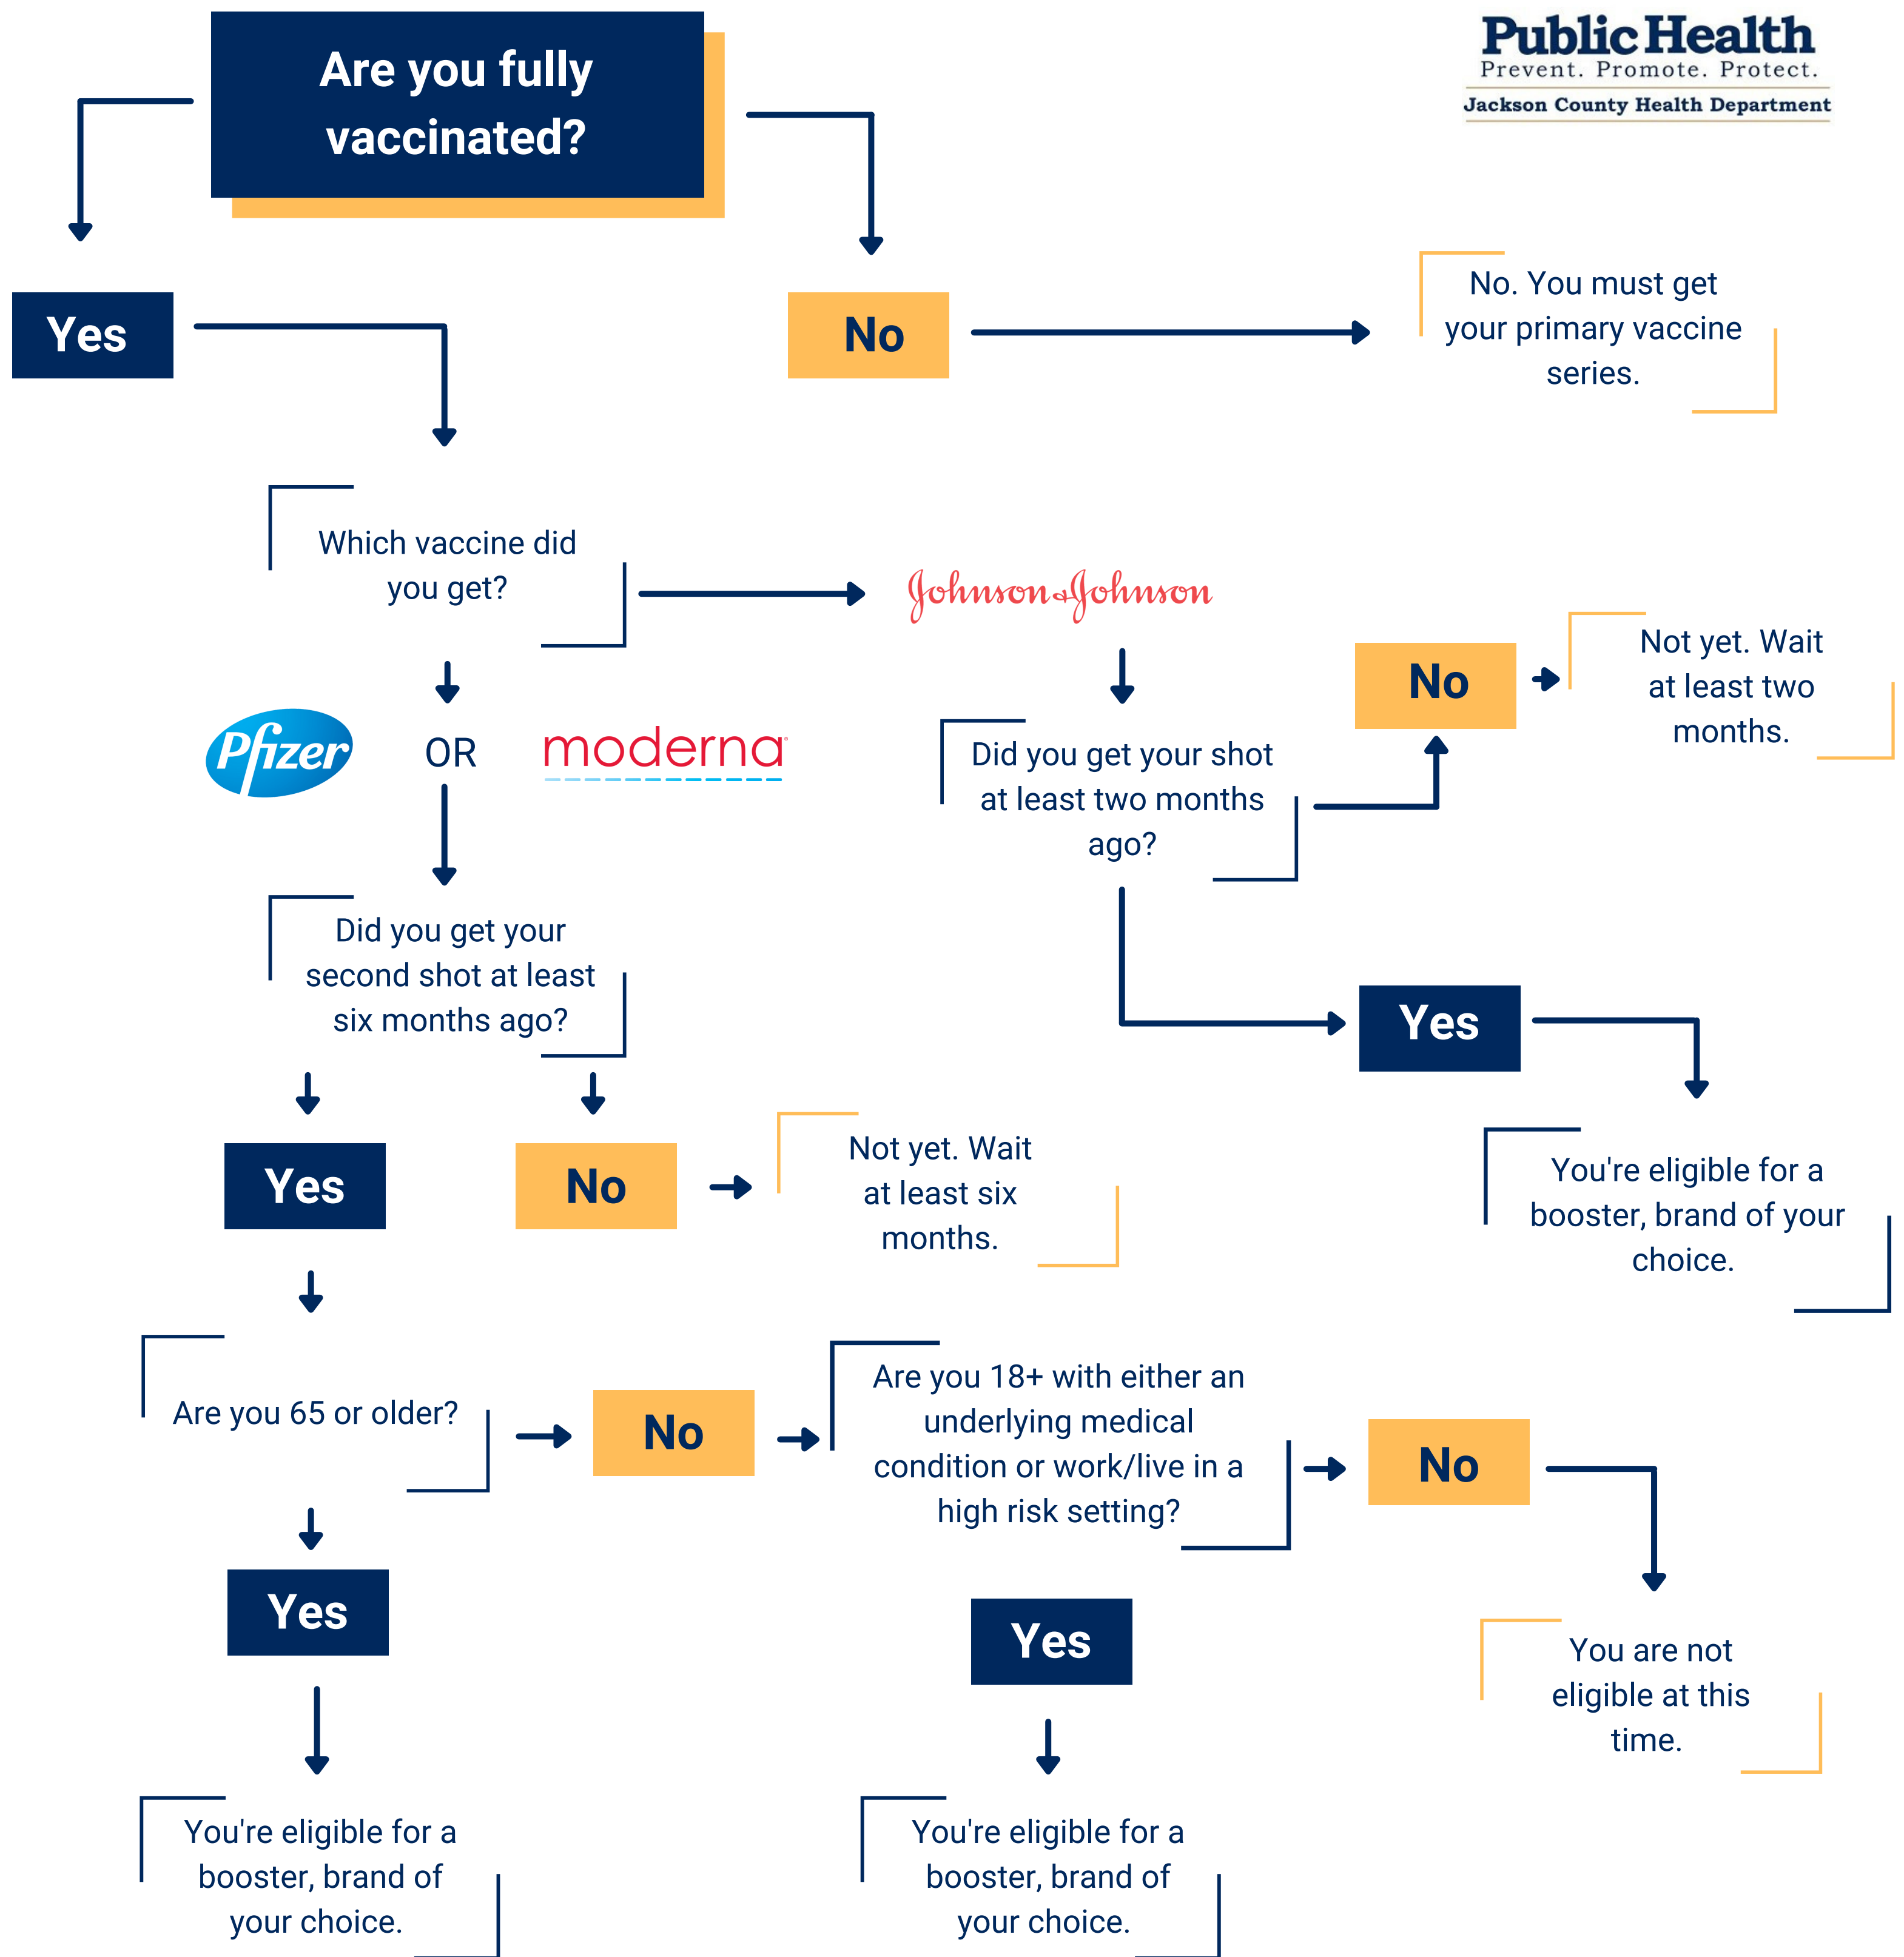 Public Health
Prevent. Promote. Protect.
Jackson County Health Department
Are you fully
vaccinated?
Yes
No
No. You must get
your primary vaccine
series.
Which vaccine did
you get?
Johnson & Johnson
Pfizer
OR
moderna
Did you get your shot
at least two months
ago?
No
Not yet. Wait
at least two
months.
Did you get your
second shot at least
six months ago?
Yes
You're eligible for a
booster, brand of your
choice.
Yes
No
Not yet. Wait
at least six
months.
Are you 65 or older?
No
Are you 18+ with either an
underlying medical
condition or work/live in a
high risk setting?
No
You are not
eligible at this
time.
Yes
Yes
You're eligible for a
booster, brand of
your choice.
You're eligible for a
booster, brand of
your choice.